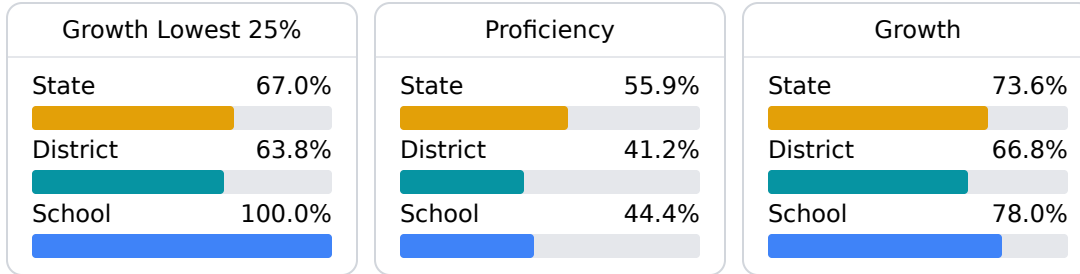 Growth Lowest 25%
State 67.0%
District 63.8%
School 100.0%
Proficiency
State 55.9%
District 41.2%
School 44.4%
Growth
State 73.6%
District 66.8%
School 78.0%